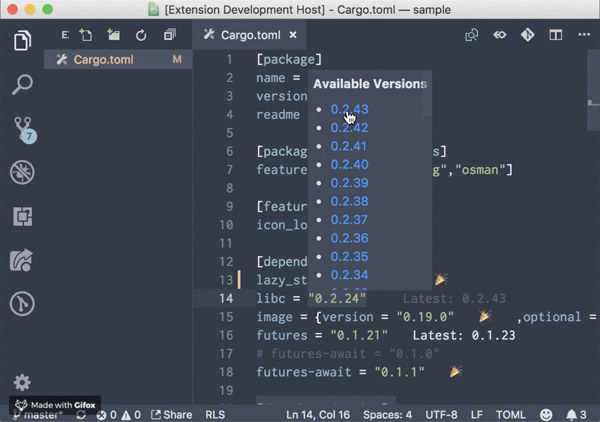 [Extension Development Host] - Cargo.toml — sample
E:
Cargo.toml M
7
Cargo.toml ×
1 [package]
2 name =
3 version
4 readme
5
6 [packag s]
7 feature g","osman"]
8
9 [featur
10 icon_lo
11
12 [depend
13 lazy_st
14 libc = "0.2.24" Latest: 0.2.43
15 image = {version = "0.19.0" ,optional =
16 futures = "0.1.21" Latest: 0.1.23
17 # futures-await = "0.1.0"
18 futures-await = "0.1.1"
19
Available Versions
• 0.2.43
• 0.2.42
• 0.2.41
• 0.2.40
• 0.2.39
• 0.2.38
• 0.2.37
• 0.2.36
• 0.2.35
• 0.2.34
Made with Gifox
master* 0 0 Share RLS Ln 14, Col 16 Spaces: 4 UTF-8 LF TOML 3